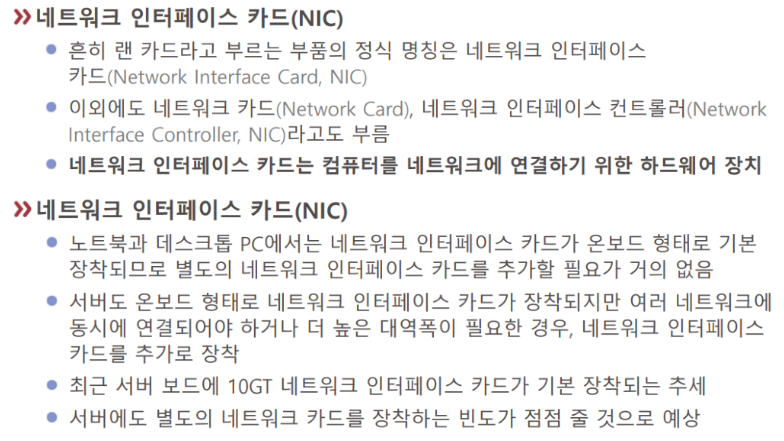 네트워크 인터페이스 카드(NIC)
흔히 랜 카드라고 부르는 부품의 정식 명칭은 네트워크 인터페이스
카드(Network Interface Card, NIC)
이외에도 네트워크 카드(Network Card), 네트워크 인터페이스 컨트롤러(Network
Interface Controller, NIC)라고도 부름
네트워크 인터페이스 카드는 컴퓨터를 네트워크에 연결하기 위한 하드웨어 장치
네트워크 인터페이스 카드(NIC)
노트북과 데스크톱 PC에서는 네트워크 인터페이스 카드가 온보드 형태로 기본
장착되므로 별도의 네트워크 인터페이스 카드를 추가할 필요가 거의 없음
서버도 온보드 형태로 네트워크 인터페이스 카드가 장착되지만 여러 네트워크에
동시에 연결되어야 하거나 더 높은 대역폭이 필요한 경우, 네트워크 인터페이스
카드를 추가로 장착
최근 서버 보드에 10GT 네트워크 인터페이스 카드가 기본 장착되는 추세
서버에도 별도의 네트워크 카드를 장착하는 빈도가 점점 줄 것으로 예상